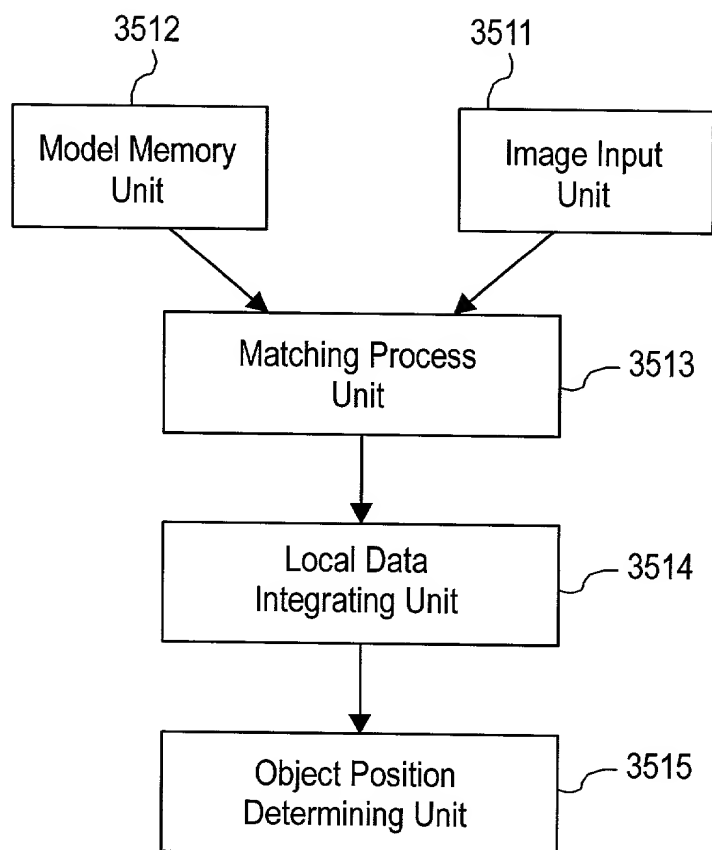 3512
3511
Model Memory
Unit
Image Input
Unit
Matching Process
Unit
3513
Local Data
Integrating Unit
3514
Object Position
Determining Unit
3515